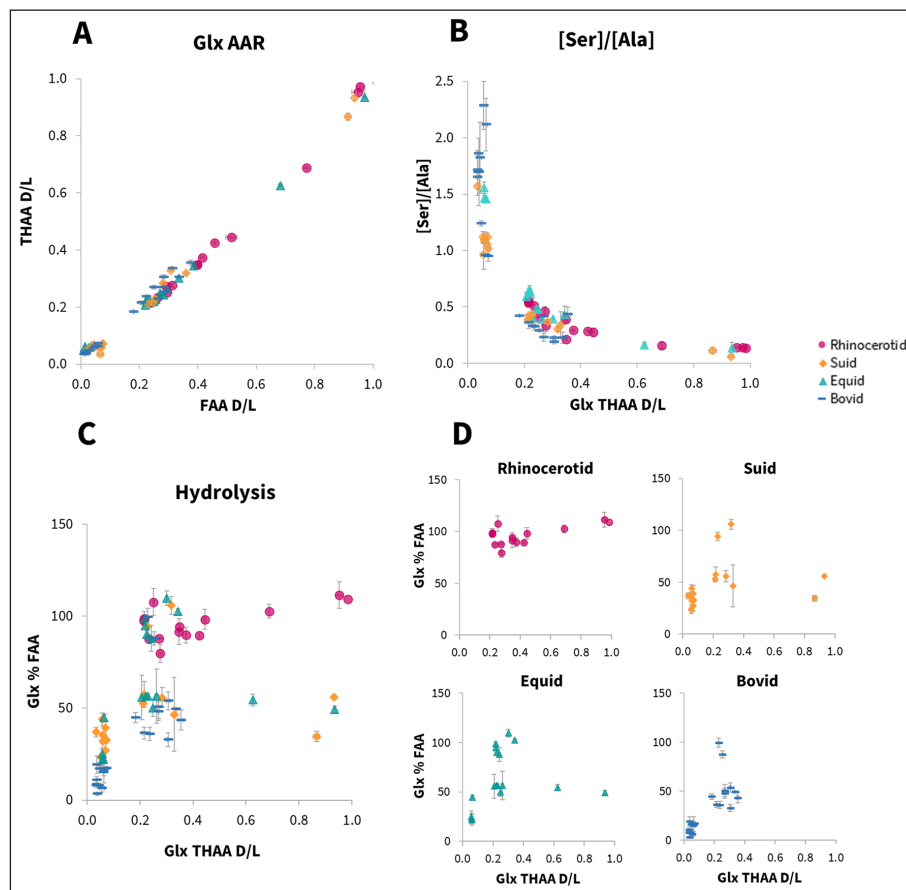 A
Glx AAR
THAA D/L
1.0
0.8
0.6
0.4
0.2
0.0
0.0 0.2 0.4 0.6 0.8 1.0
FAA D/L
B
[Ser]/[Ala]
[Ser]/[Ala]
2.5
2.0
1.5
1.0
0.5
0.0
0.0 0.2 0.4 0.6 0.8 1.0
Glx THAA D/L
Rhinocerotid
Suid
Equid
Bovid
C
Hydrolysis
Glx % FAA
150
100
50
0
0.0 0.2 0.4 0.6 0.8 1.0
Glx THAA D/L
D
Rhinocerotid
Glx % FAA
150
100
50
0
0.0 0.2 0.4 0.6 0.8 1.0
Suid
150
100
50
0
0.0 0.2 0.4 0.6 0.8 1.0
Equid
Glx % FAA
150
100
50
0
0.0 0.2 0.4 0.6 0.8 1.0
Glx THAA D/L
Bovid
150
100
50
0
0.0 0.2 0.4 0.6 0.8 1.0
Glx THAA D/L